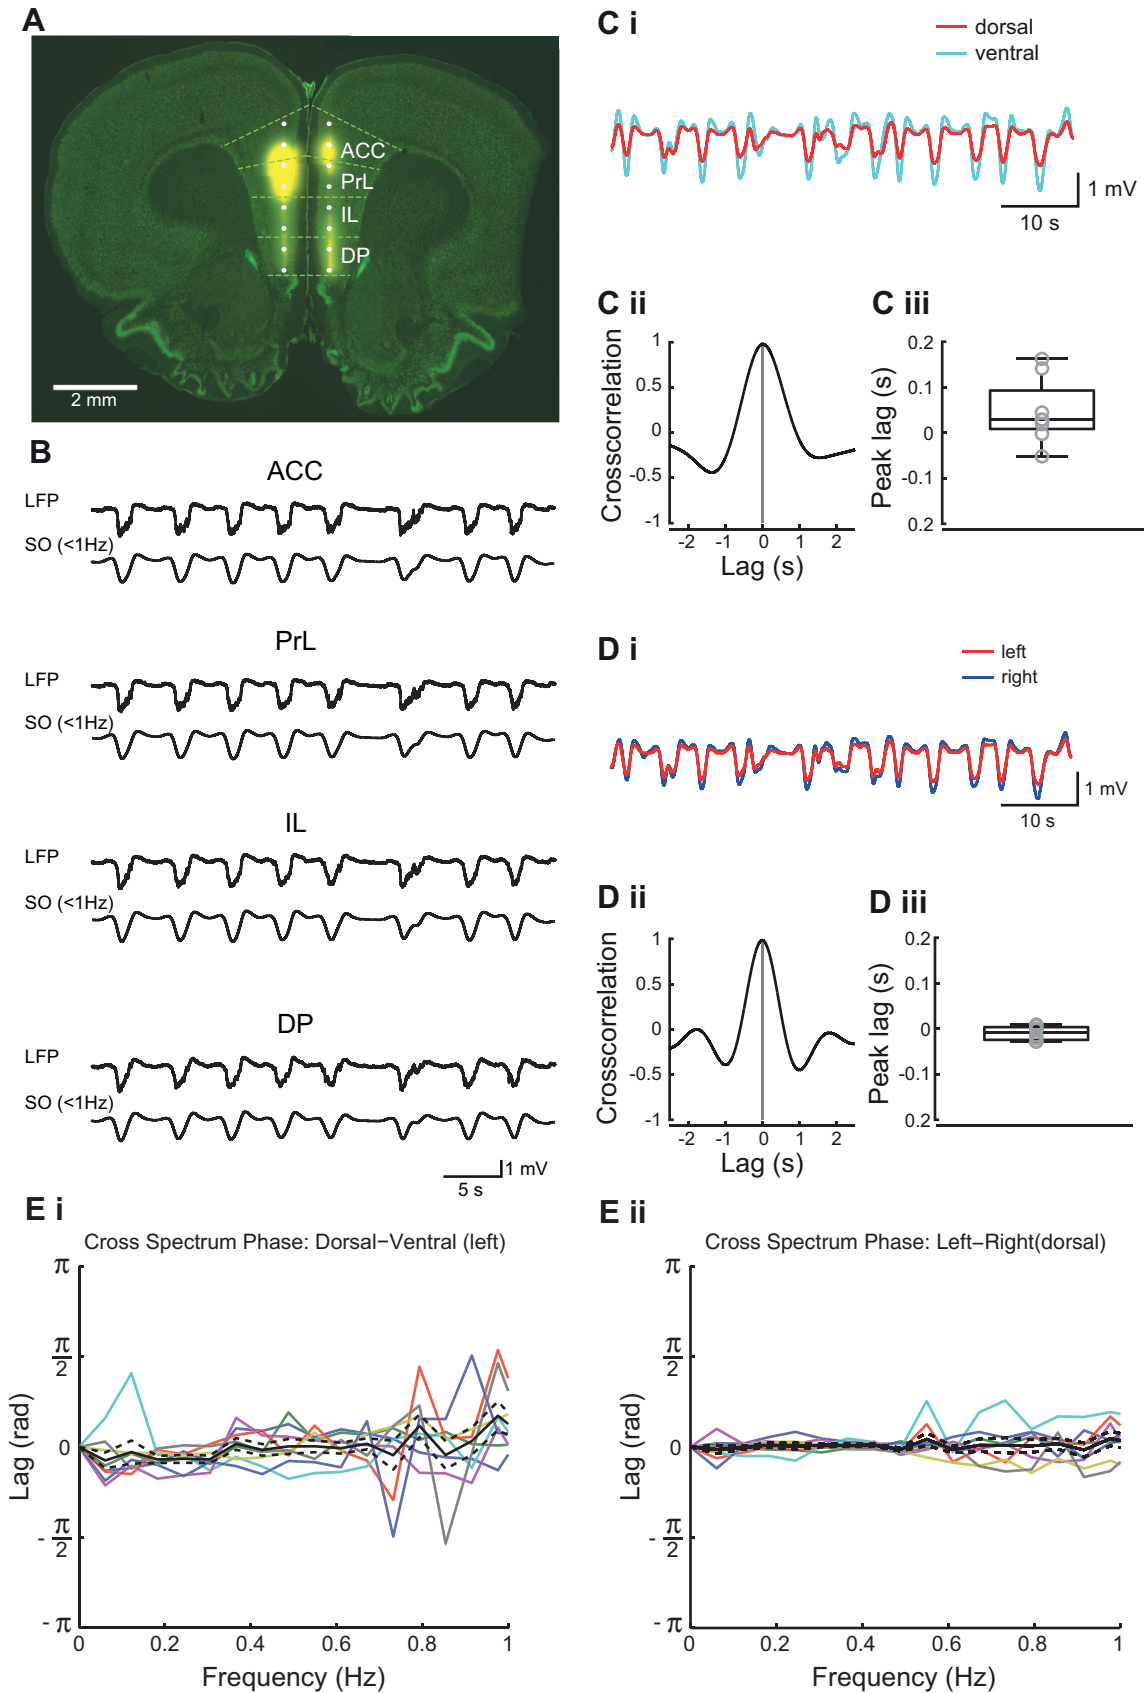 A
ACC
PrL
IL
DP
2 mm
B
ACC
LFP
SO (<1Hz)
PrL
LFP
SO (<1Hz)
IL
LFP
SO (<1Hz)
DP
LFP
SO (<1Hz)
1 mV
5 s
C i
dorsal
ventral
1 mV
10 s
C ii
Crosscorrelation
1
0.5
0
-0.5
-1
-2 -1 0 1 2
Lag (s)
C iii
Peak lag (s)
0.2
0.1
0
-0.1
0.2
D i
left
right
1 mV
10 s
D ii
Crosscorrelation
1
0.5
0
-0.5
-1
-2 -1 0 1 2
Lag (s)
D iii
Peak lag (s)
0.2
0.1
0
-0.1
0.2
E i
Cross Spectrum Phase: Dorsal−Ventral (left)
Lag (rad)
π
π/2
0
- π/2
- π
0 0.2 0.4 0.6 0.8 1
Frequency (Hz)
E ii
Cross Spectrum Phase: Left−Right(dorsal)
Lag (rad)
π
π/2
0
- π/2
- π
0 0.2 0.4 0.6 0.8 1
Frequency (Hz)